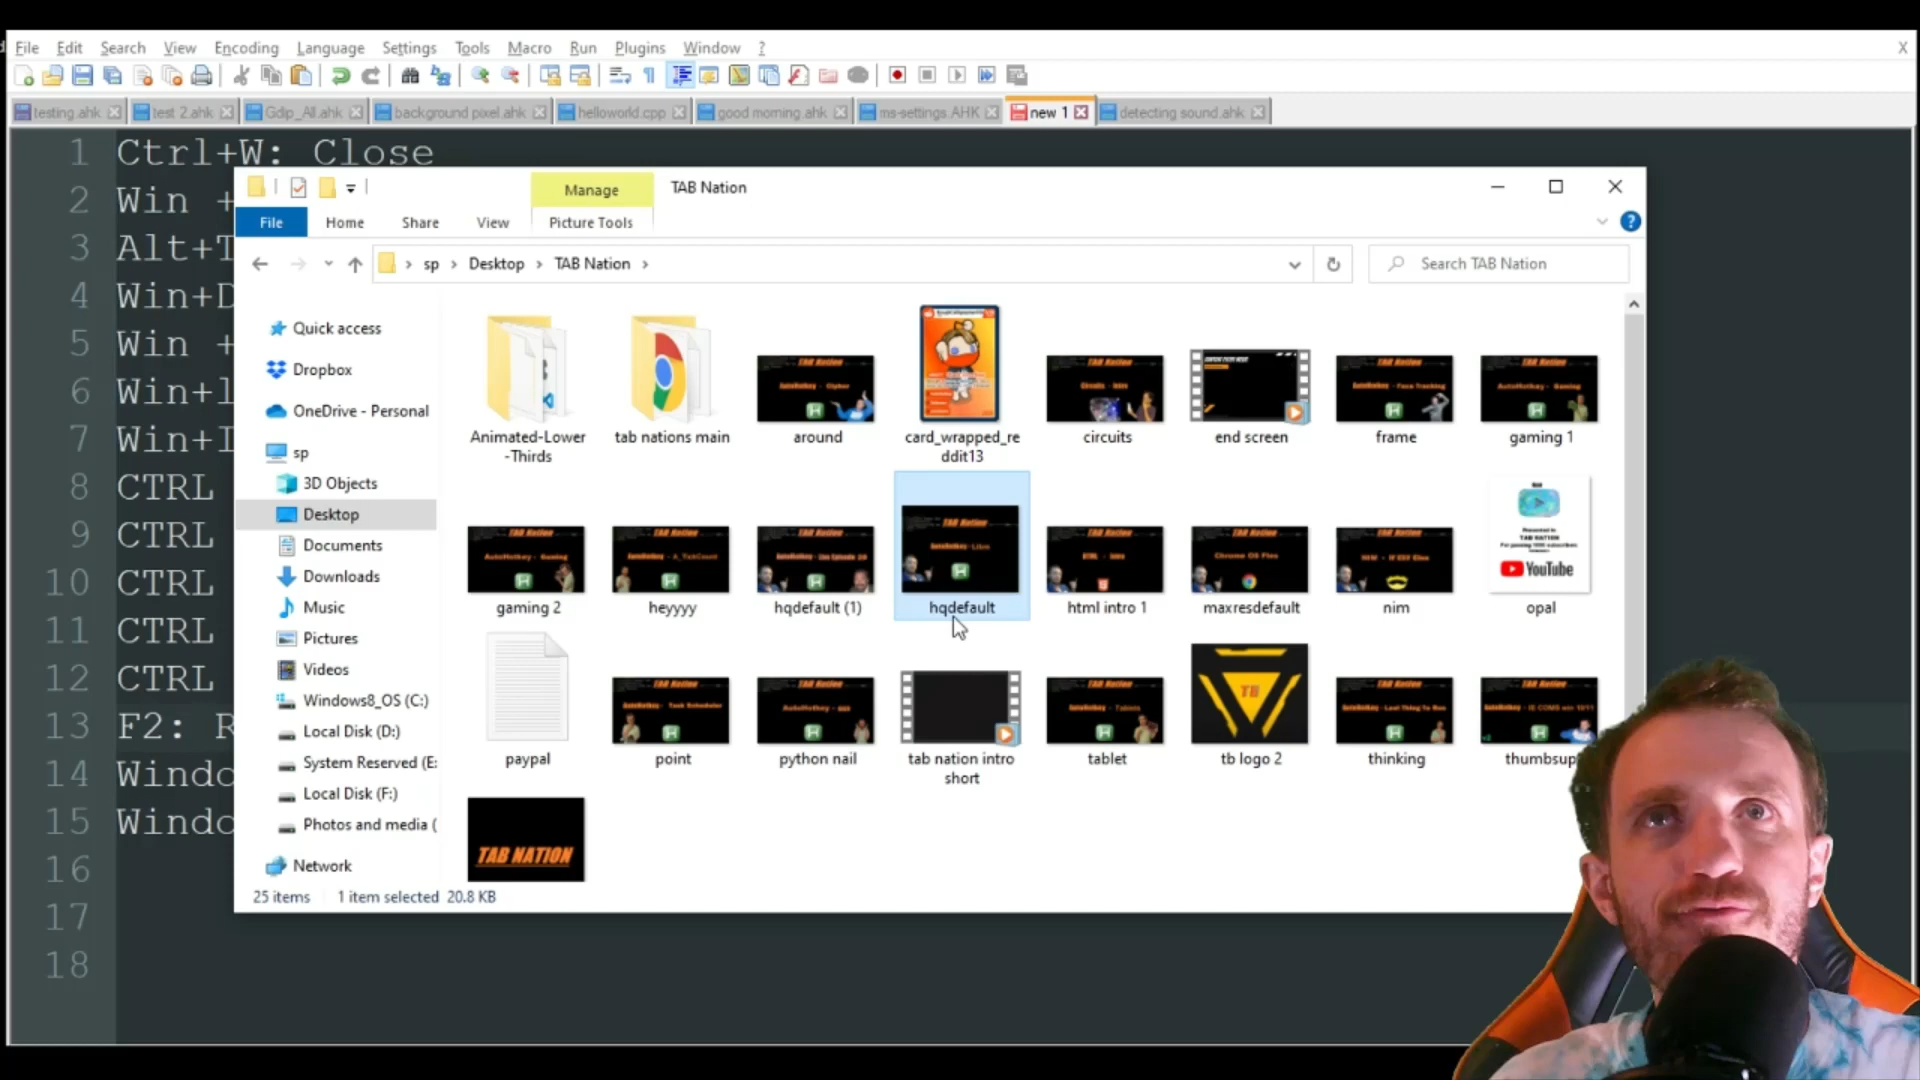 File Edit Search View Encoding Language Settings Tools Macro Run Plugins Window ? X
testing.ahk test 2.ahk Gdip_All.ahk background pixel.ahk helloworld.cpp good morning.ahk ms-settings.AHK new 1 detecting sound.ahk
1 Ctrl+W: Close
2 Win +
3 Alt+T
4 Win+D
5 Win +
6 Win+l
7 Win+I
8 CTRL
9 CTRL
10 CTRL
11 CTRL
12 CTRL
13 F2: R
14 Windo
15 Windo
16
17
18
Manage TAB Nation
File Home Share View Picture Tools
sp Desktop TAB Nation Search TAB Nation
Quick access
Dropbox
OneDrive - Personal
sp
3D Objects
Desktop
Documents
Downloads
Music
Pictures
Videos
Windows8_OS (C:)
Local Disk (D:)
System Reserved (E:
Local Disk (F:)
Photos and media (
Network
Animated-Lower
-Thirds
tab nations main
around
card_wrapped_re
ddit13
circuits
end screen
frame
gaming 1
gaming 2
heyyyy
hqdefault (1)
hqdefault
html intro 1
maxresdefault
nim
YouTube
opal
paypal
point
python nail
tab nation intro
short
tablet
TB
tb logo 2
thinking
thumbsup
TAB NATION
25 items 1 item selected 20.8 KB